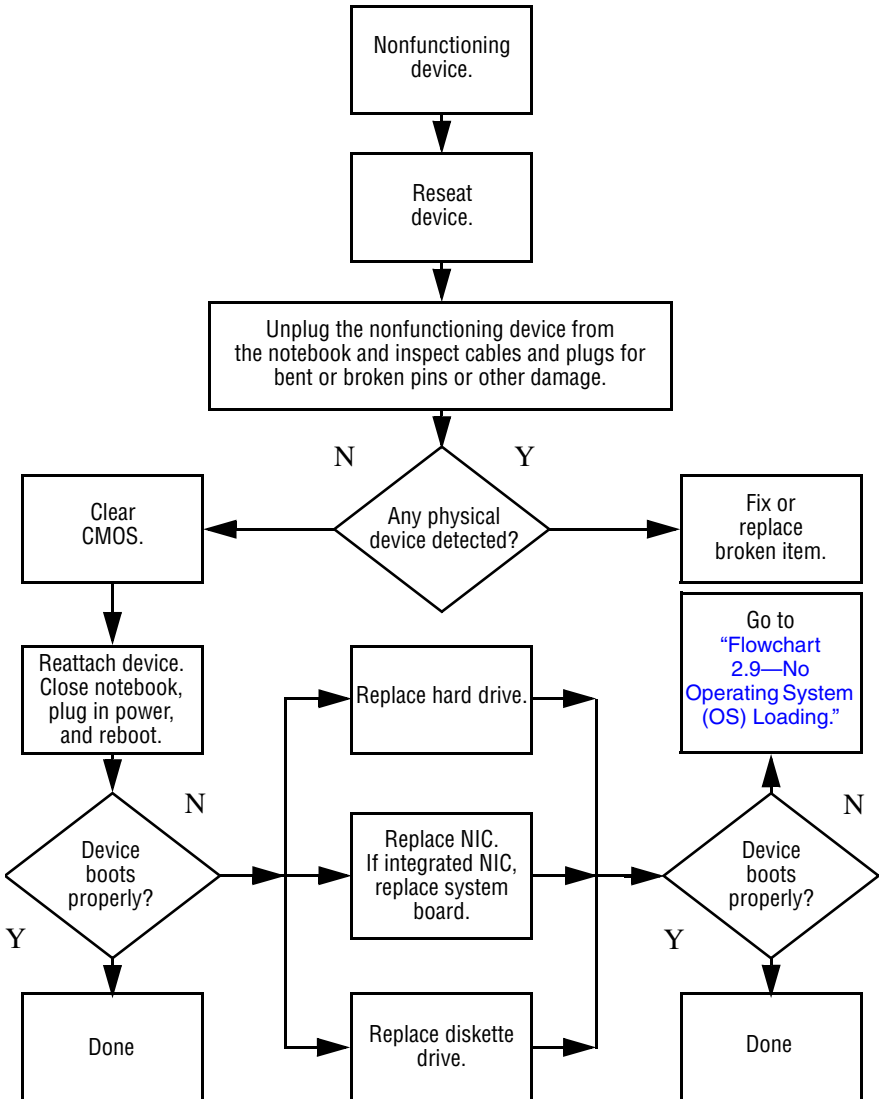 Nonfunctioning
device.
Reseat
device.
Unplug the nonfunctioning device from
the notebook and inspect cables and plugs for
bent or broken pins or other damage.
N
Y
Any physical
device detected?
Clear
CMOS.
Fix or
replace
broken item.
Reattach device.
Close notebook,
plug in power,
and reboot.
Replace hard drive.
Go to
“Flowchart
2.9—No
Operating System
(OS) Loading.”
N
Device
boots
properly?
Y
Replace NIC.
If integrated NIC,
replace system
board.
N
Device
boots
properly?
Y
Done
Replace diskette
drive.
Done